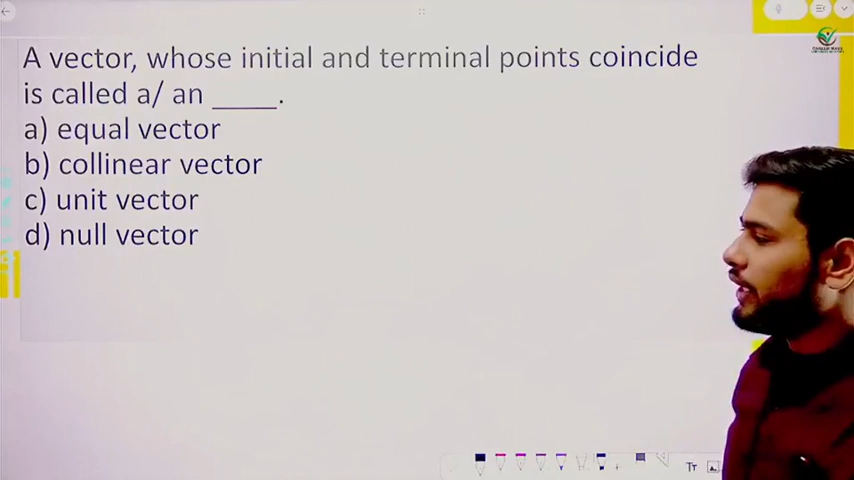 A vector, whose initial and terminal points coincide
is called a/ an _____.
a) equal vector
b) collinear vector
c) unit vector
d) null vector
Tт